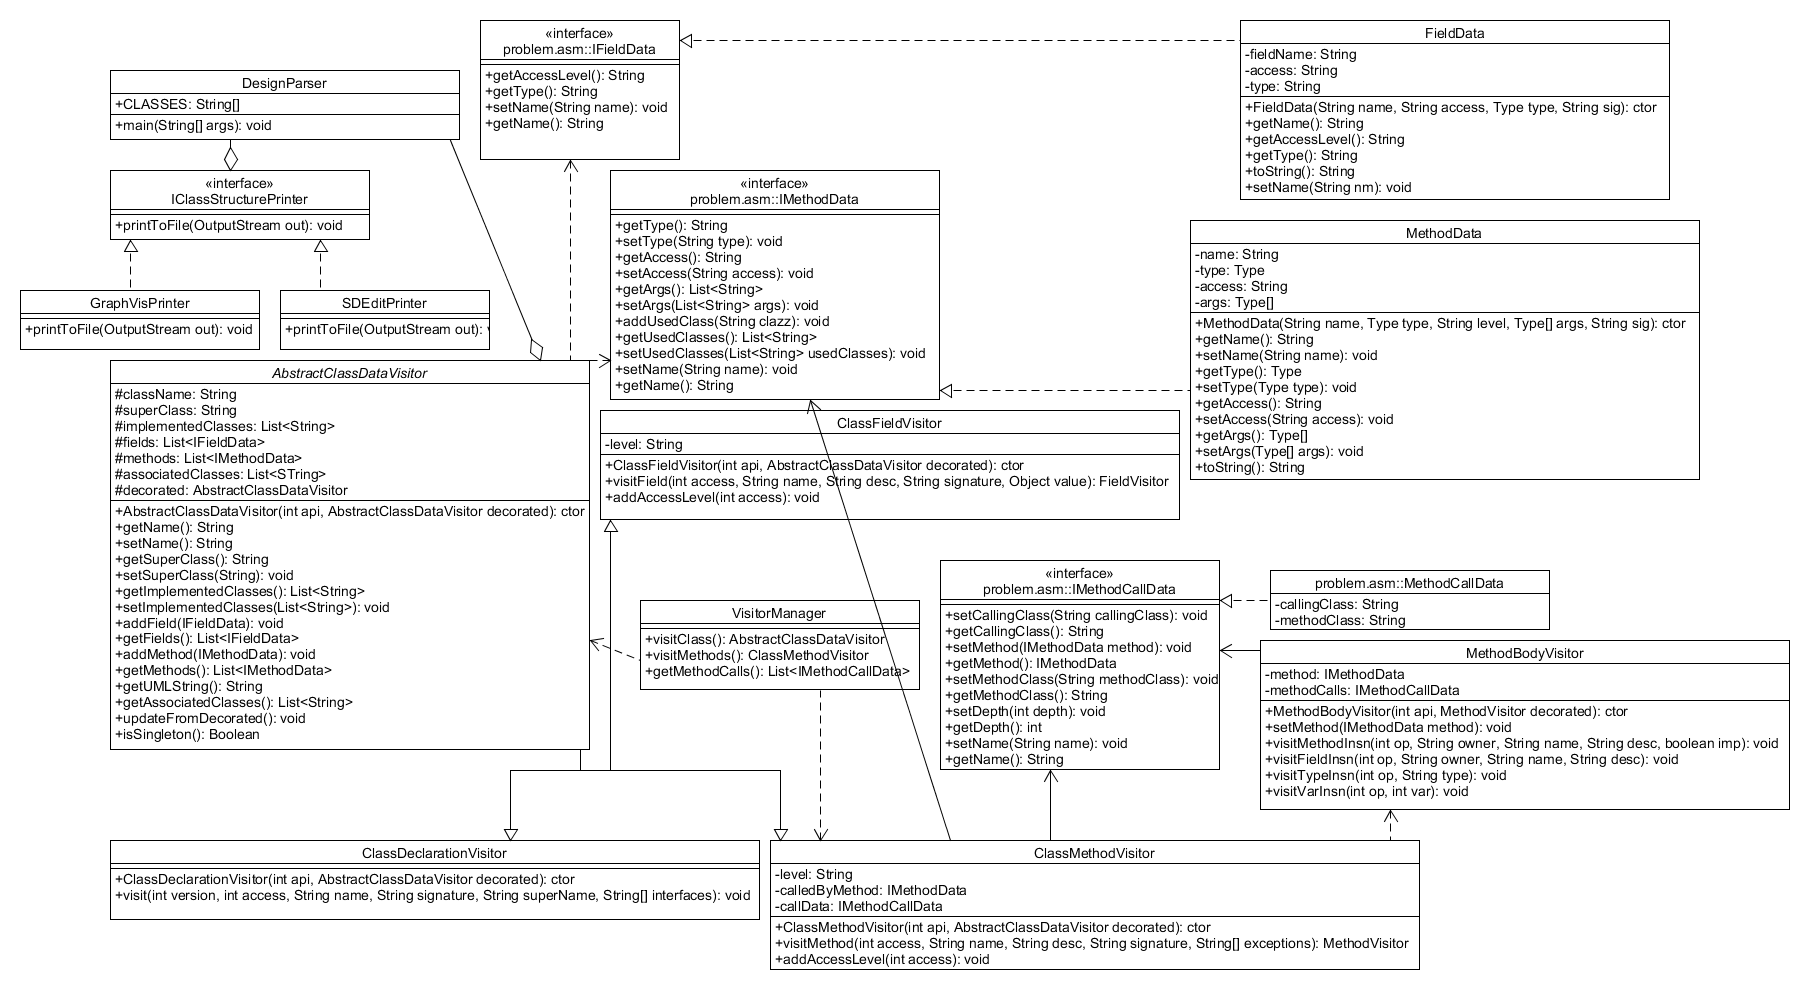 «interface»
problem.asm::IFieldData
+getAccessLevel(): String
+getType(): String
+setName(String name): void
+getName(): String
FieldData
-fieldName: String
-access: String
-type: String
+FieldData(String name, String access, Type type, String sig): ctor
+getName(): String
+getAccessLevel(): String
+getType(): String
+toString(): String
+setName(String nm): void
DesignParser
+CLASSES: String[]
+main(String[] args): void
«interface»
IClassStructurePrinter
+printToFile(OutputStream out): void
GraphVisPrinter
+printToFile(OutputStream out): void
SDEditPrinter
+printToFile(OutputStream out):
«interface»
problem.asm::IMethodData
+getType(): String
+setType(String type): void
+getAccess(): String
+setAccess(String access): void
+getArgs(): List<String>
+setArgs(List<String> args): void
+addUsedClass(String clazz): void
+getUsedClasses(): List<String>
+setUsedClasses(List<String> usedClasses): void
+setName(String name): void
+getName(): String
MethodData
-name: String
-type: Type
-access: String
-args: Type[]
+MethodData(String name, Type type, String level, Type[] args, String sig): ctor
+getName(): String
+setName(String name): void
+getType(): Type
+setType(Type type): void
+getAccess(): String
+setAccess(String access): void
+getArgs(): Type[]
+setArgs(Type[] args): void
+toString(): String
AbstractClassDataVisitor
#className: String
#superClass: String
#implementedClasses: List<String>
#fields: List<IFieldData>
#methods: List<IMethodData>
#associatedClasses: List<STring>
#decorated: AbstractClassDataVisitor
+AbstractClassDataVisitor(int api, AbstractClassDataVisitor decorated): ctor
+getName(): String
+setName(): String
+getSuperClass(): String
+setSuperClass(String): void
+getImplementedClasses(): List<String>
+setImplementedClasses(List<String>): void
+addField(IFieldData): void
+getFields(): List<IFieldData>
+addMethod(IMethodData): void
+getMethods(): List<IMethodData>
+getUMLString(): String
+getAssociatedClasses(): List<String>
+updateFromDecorated(): void
+isSingleton(): Boolean
ClassFieldVisitor
-level: String
+ClassFieldVisitor(int api, AbstractClassDataVisitor decorated): ctor
+visitField(int access, String name, String desc, String signature, Object value): FieldVisitor
+addAccessLevel(int access): void
VisitorManager
+visitClass(): AbstractClassDataVisitor
+visitMethods(): ClassMethodVisitor
+getMethodCalls(): List<IMethodCallData>
«interface»
problem.asm::IMethodCallData
+setCallingClass(String callingClass): void
+getCallingClass(): String
+setMethod(IMethodData method): void
+getMethod(): IMethodData
+setMethodClass(String methodClass): void
+getMethodClass(): String
+setDepth(int depth): void
+getDepth(): int
+setName(String name): void
+getName(): String
problem.asm::MethodCallData
-callingClass: String
-methodClass: String
MethodBodyVisitor
-method: IMethodData
-methodCalls: IMethodCallData
+MethodBodyVisitor(int api, MethodVisitor decorated): ctor
+setMethod(IMethodData method): void
+visitMethodInsn(int op, String owner, String name, String desc, boolean imp): void
+visitFieldInsn(int op, String owner, String name, String desc): void
+visitTypeInsn(int op, String type): void
+visitVarInsn(int op, int var): void
ClassDeclarationVisitor
+ClassDeclarationVisitor(int api, AbstractClassDataVisitor decorated): ctor
+visit(int version, int access, String name, String signature, String superName, String[] interfaces): void
ClassMethodVisitor
-level: String
-calledByMethod: IMethodData
-callData: IMethodCallData
+ClassMethodVisitor(int api, AbstractClassDataVisitor decorated): ctor
+visitMethod(int access, String name, String desc, String signature, String[] exceptions): MethodVisitor
+addAccessLevel(int access): void